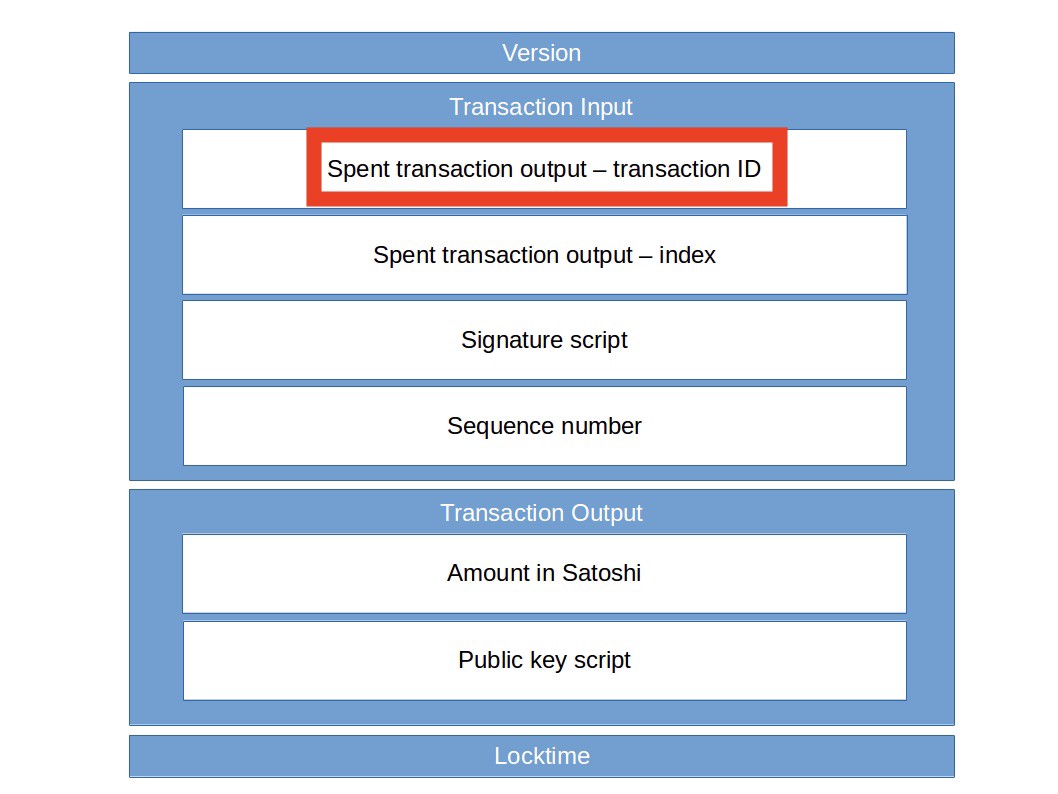 Version
Transaction Input
Spent transaction output – transaction ID
Spent transaction output – index
Signature script
Sequence number
Transaction Output
Amount in Satoshi
Public key script
Locktime